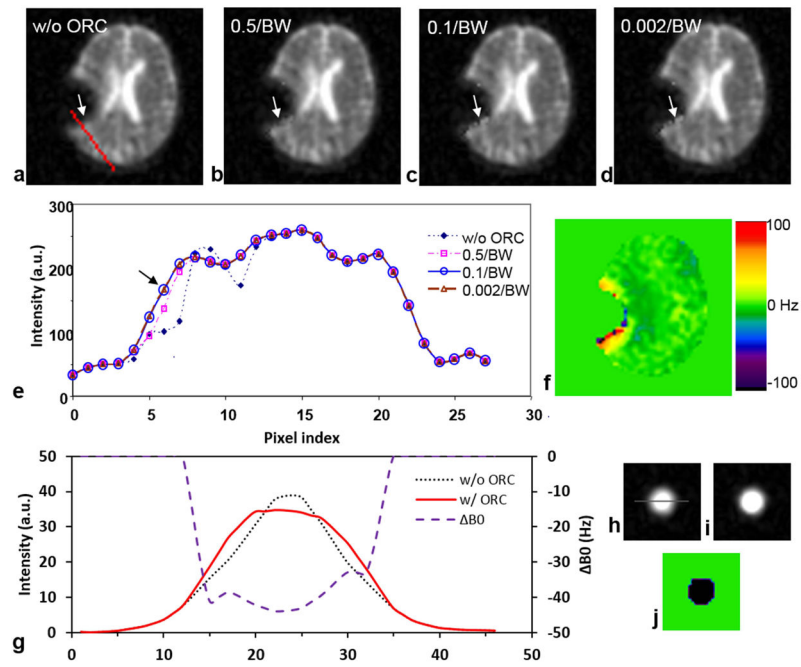 w/o ORC
0.5/BW
0.1/BW
0.002/BW
a
b
c
d
300
200
100
0
Intensity (a.u.)
w/o ORC
0.5/BW
0.1/BW
0.002/BW
0 5 10 15 20 25 30
Pixel index
e
100
0 Hz
-100
f
50
40
30
20
10
0
Intensity (a.u.)
w/o ORC
w/ ORC
ΔB0
0
-10
-20
-30
-40
-50
ΔB0 (Hz)
0 10 20 30 40 50
g
h
i
j